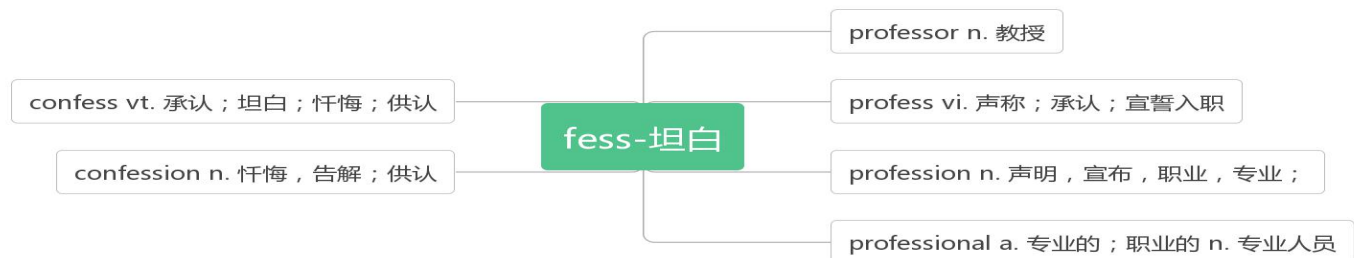 professor n. 教授
confess vt. 承认；坦白；忏悔；供认
profess vi. 声称；承认；宣誓入职
fess-坦白
confession n. 忏悔，告解；供认
profession n. 声明，宣布，职业，专业；
professional a. 专业的；职业的 n. 专业人员